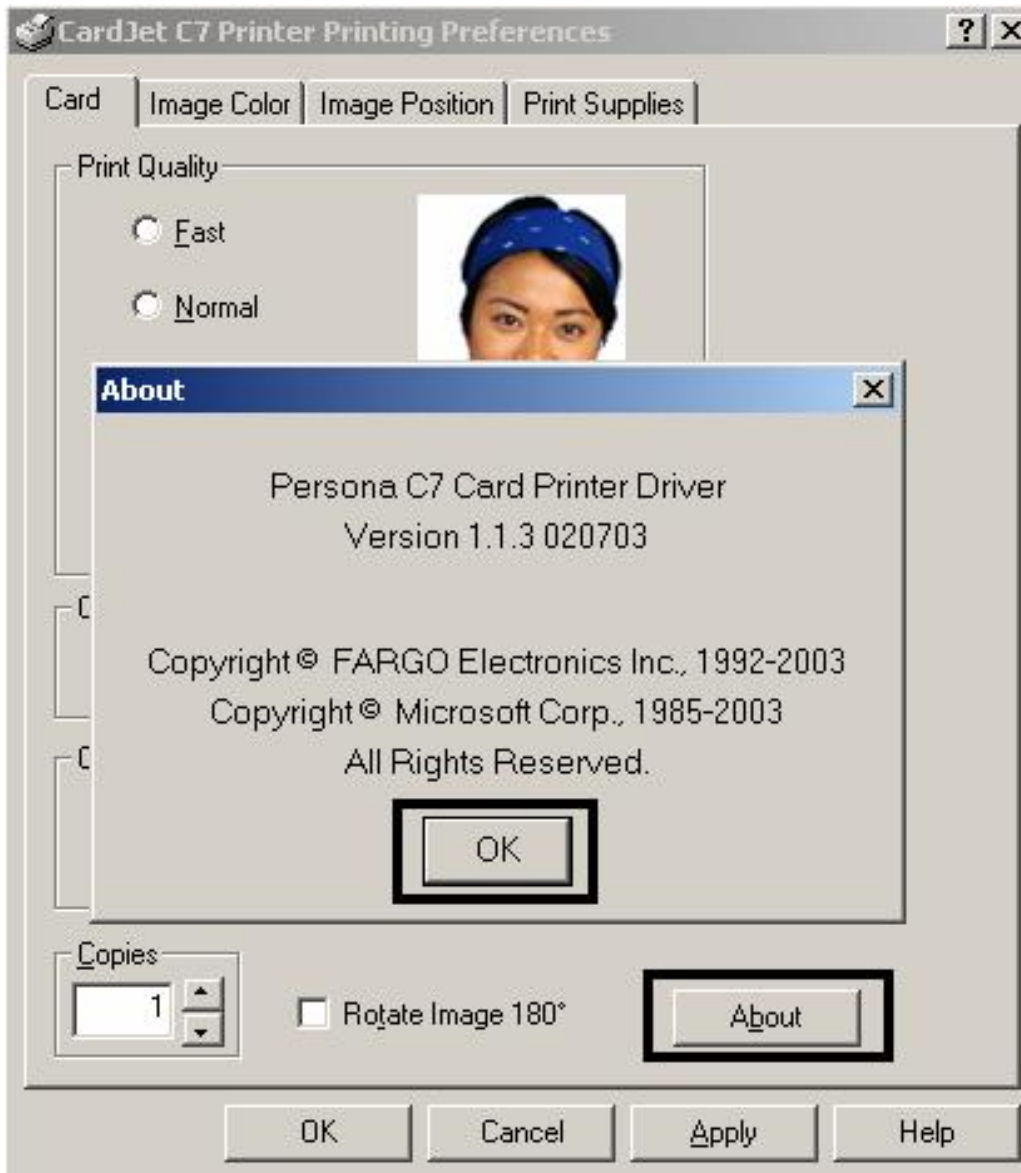 CardJet C7 Printer Printing Preferences
Card
Image Color
Image Position
Print Supplies
Print Quality
Fast
Normal
About
Persona C7 Card Printer Driver
Version 1.1.3 020703
Copyright © FARGO Electronics Inc., 1992-2003
Copyright © Microsoft Corp., 1985-2003
All Rights Reserved.
OK
Copies
1
Rotate Image 180°
About
OK
Cancel
Apply
Help